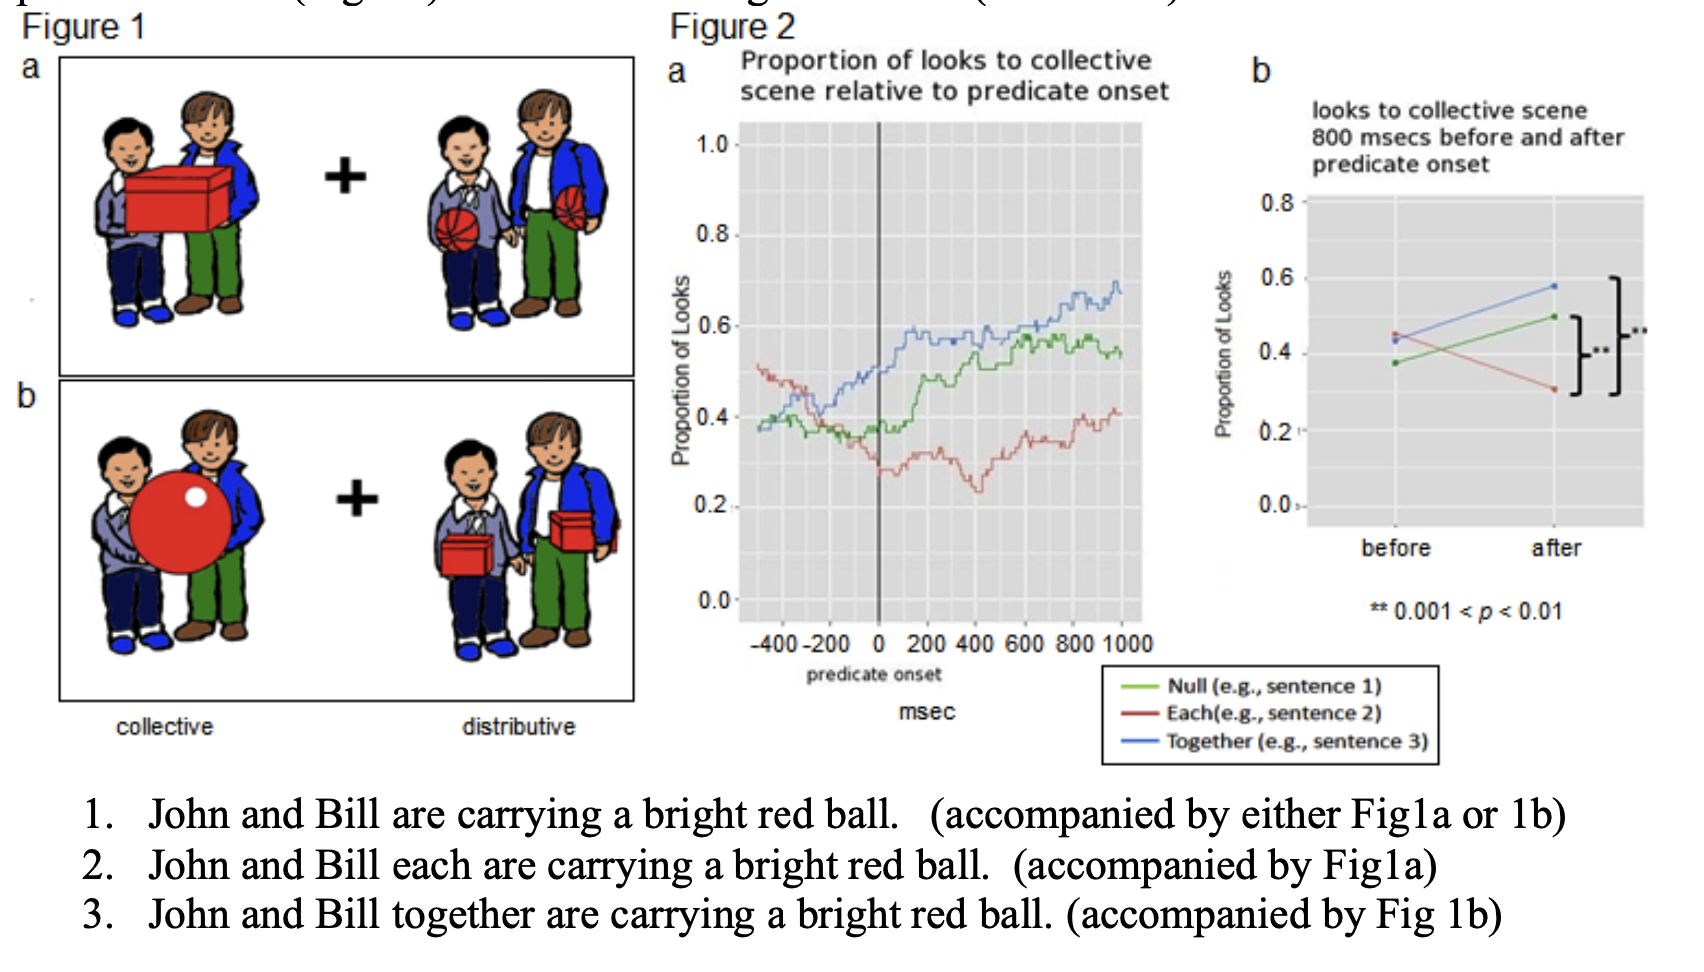 Figure 1
a
b
collective
distributive
Figure 2
a
Proportion of looks to collective
scene relative to predicate onset
Proportion of Looks
1.0
0.8
0.6
0.4
0.2
0.0
-400 -200 0 200 400 600 800 1000
predicate onset
msec
b
looks to collective scene
800 msecs before and after
predicate onset
Proportion of Looks
0.8
0.6
0.4
0.2
0.0
before after
**
**
** 0.001 < p < 0.01
Null (e.g., sentence 1)
Each(e.g., sentence 2)
Together (e.g., sentence 3)
1. John and Bill are carrying a bright red ball. (accompanied by either Fig1a or 1b)
2. John and Bill each are carrying a bright red ball. (accompanied by Fig1a)
3. John and Bill together are carrying a bright red ball. (accompanied by Fig 1b)